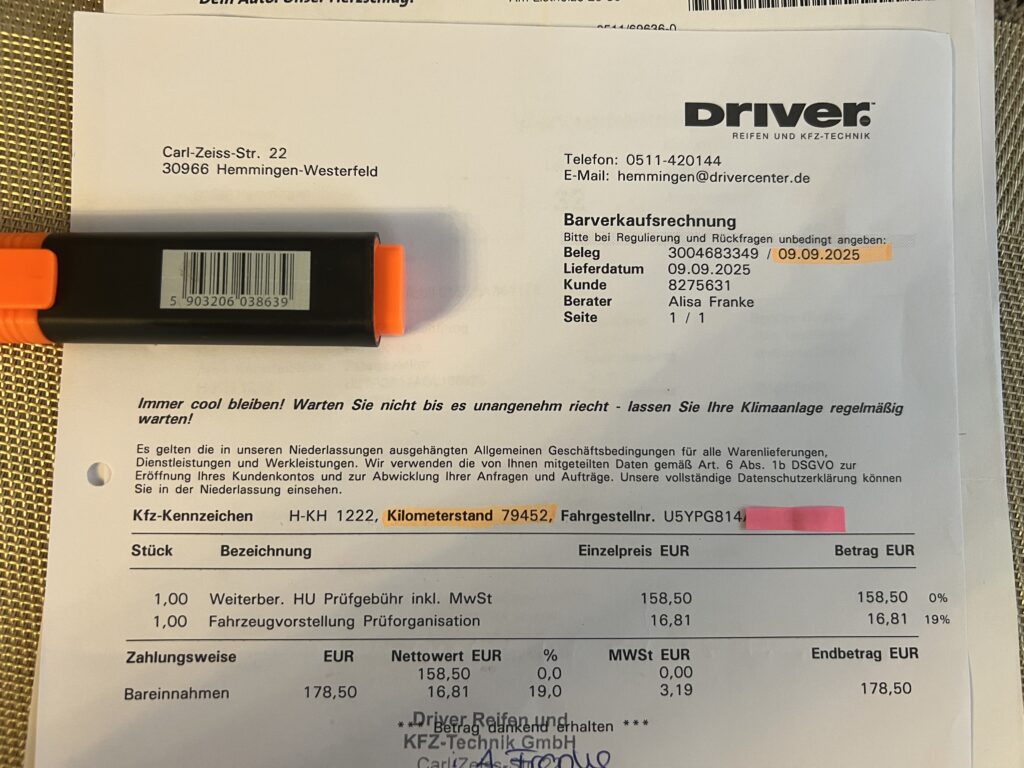 Dein Auto. Unser Herzschlag.
Driver.™
REIFEN UND KFZ-TECHNIK
Carl-Zeiss-Str. 22
30966 Hemmingen-Westerfeld
Telefon: 0511-420144
E-Mail: hemmingen@drivercenter.de
Barverkaufsrechnung
Bitte bei Regulierung und Rückfragen unbedingt angeben:
Beleg 3004683349 / 09.09.2025
Lieferdatum 09.09.2025
Kunde 8275631
Berater Alisa Franke
Seite 1 / 1
5 903206 038639
Immer cool bleiben! Warten Sie nicht bis es unangenehm riecht - lassen Sie Ihre Klimaanlage regelmäßig
warten!
Es gelten die in unseren Niederlassungen ausgehängten Allgemeinen Geschäftsbedingungen für alle Warenlieferungen,
Dienstleistungen und Werkleistungen. Wir verwenden die von Ihnen mitgeteilten Daten gemäß Art. 6 Abs. 1b DSGVO zur
Eröffnung Ihres Kundenkontos und zur Abwicklung Ihrer Anfragen und Aufträge. Unsere vollständige Datenschutzerklärung können
Sie in der Niederlassung einsehen.
Kfz-Kennzeichen H-KH 1222, Kilometerstand 79452, Fahrgestellnr. U5YPG814
Stück Bezeichnung Einzelpreis EUR Betrag EUR
1,00 Weiterber. HU Prüfgebühr inkl. MwSt 158,50 158,50 0%
1,00 Fahrzeugvorstellung Prüforganisation 16,81 16,81 19%
Zahlungsweise EUR Nettowert EUR % MWSt EUR Endbetrag EUR
158,50 0,0 0,00
Bareinnahmen 178,50 16,81 19,0 3,19 178,50
*** Betrag dankend erhalten ***
Driver Reifen und
KFZ-Technik GmbH
Carl-Zeiss-Str.
A. Franke